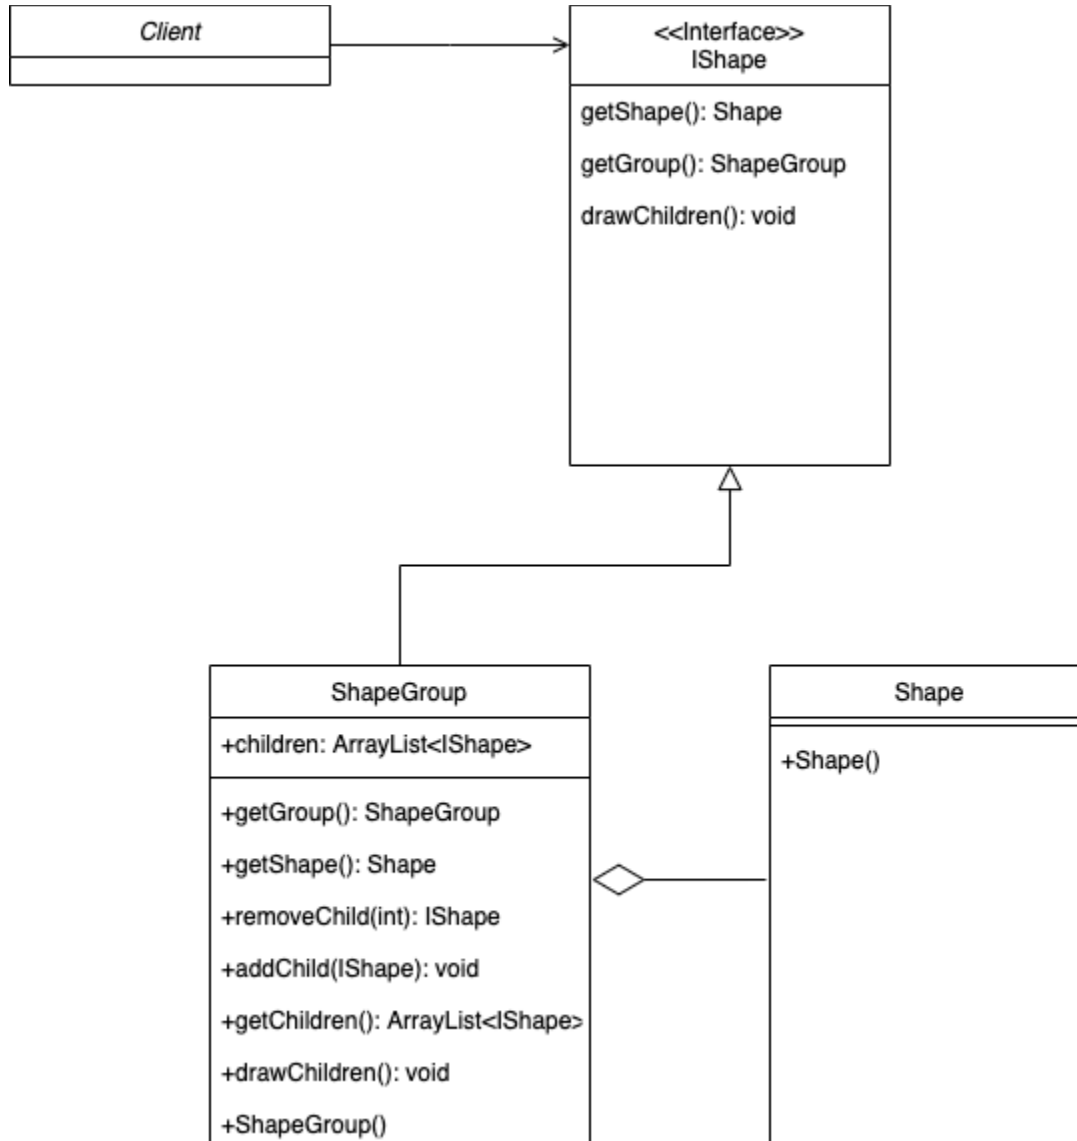 Client
<<Interface>>
IShape
getShape(): Shape
getGroup(): ShapeGroup
drawChildren(): void
ShapeGroup
+children: ArrayList<IShape>
+getGroup(): ShapeGroup
+getShape(): Shape
+removeChild(int): IShape
+addChild(IShape): void
+getChildren(): ArrayList<IShape>
+drawChildren(): void
+ShapeGroup()
Shape
+Shape()